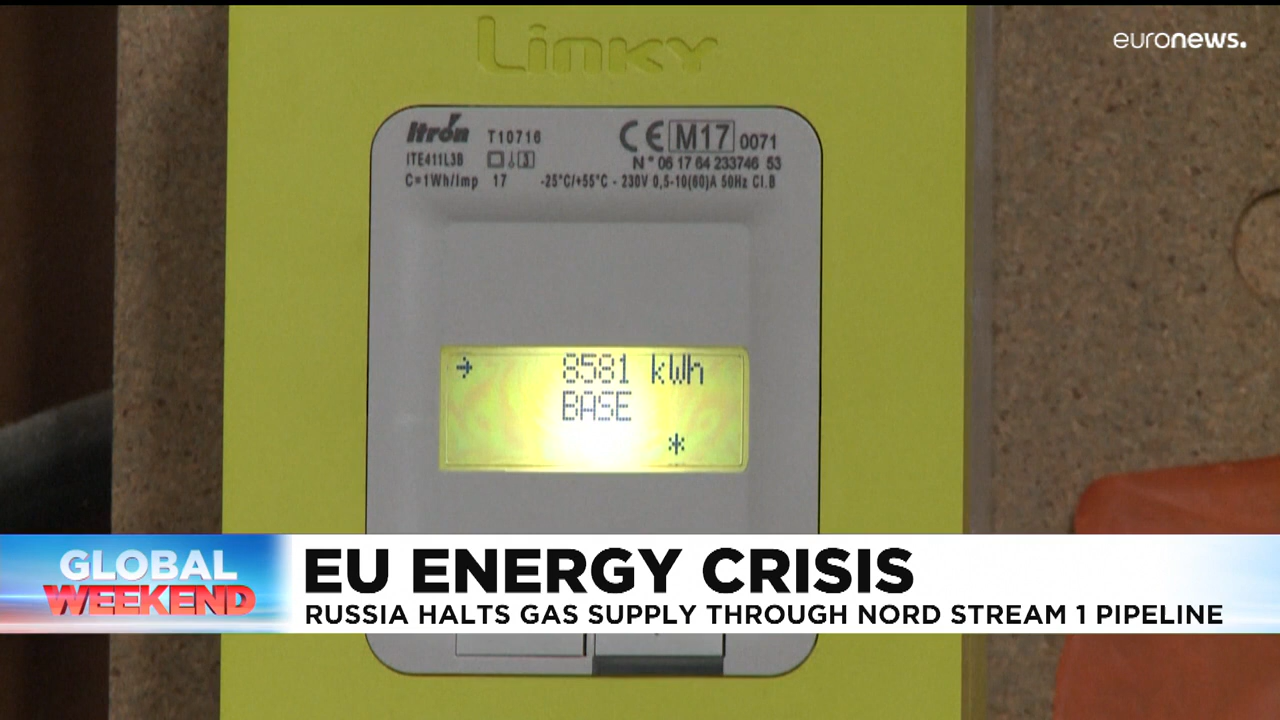 euronews.
Linky
Itron T10716
CE M17 0071
ITE411L3B 3
N° 06 17 64 233746 53
C=1Wh/Imp 17 -25°C/+55°C - 230V 0,5-10(60)A 50Hz Cl.B
→ 8581 kWh
BASE
*
GLOBAL WEEKEND
EU ENERGY CRISIS
RUSSIA HALTS GAS SUPPLY THROUGH NORD STREAM 1 PIPELINE